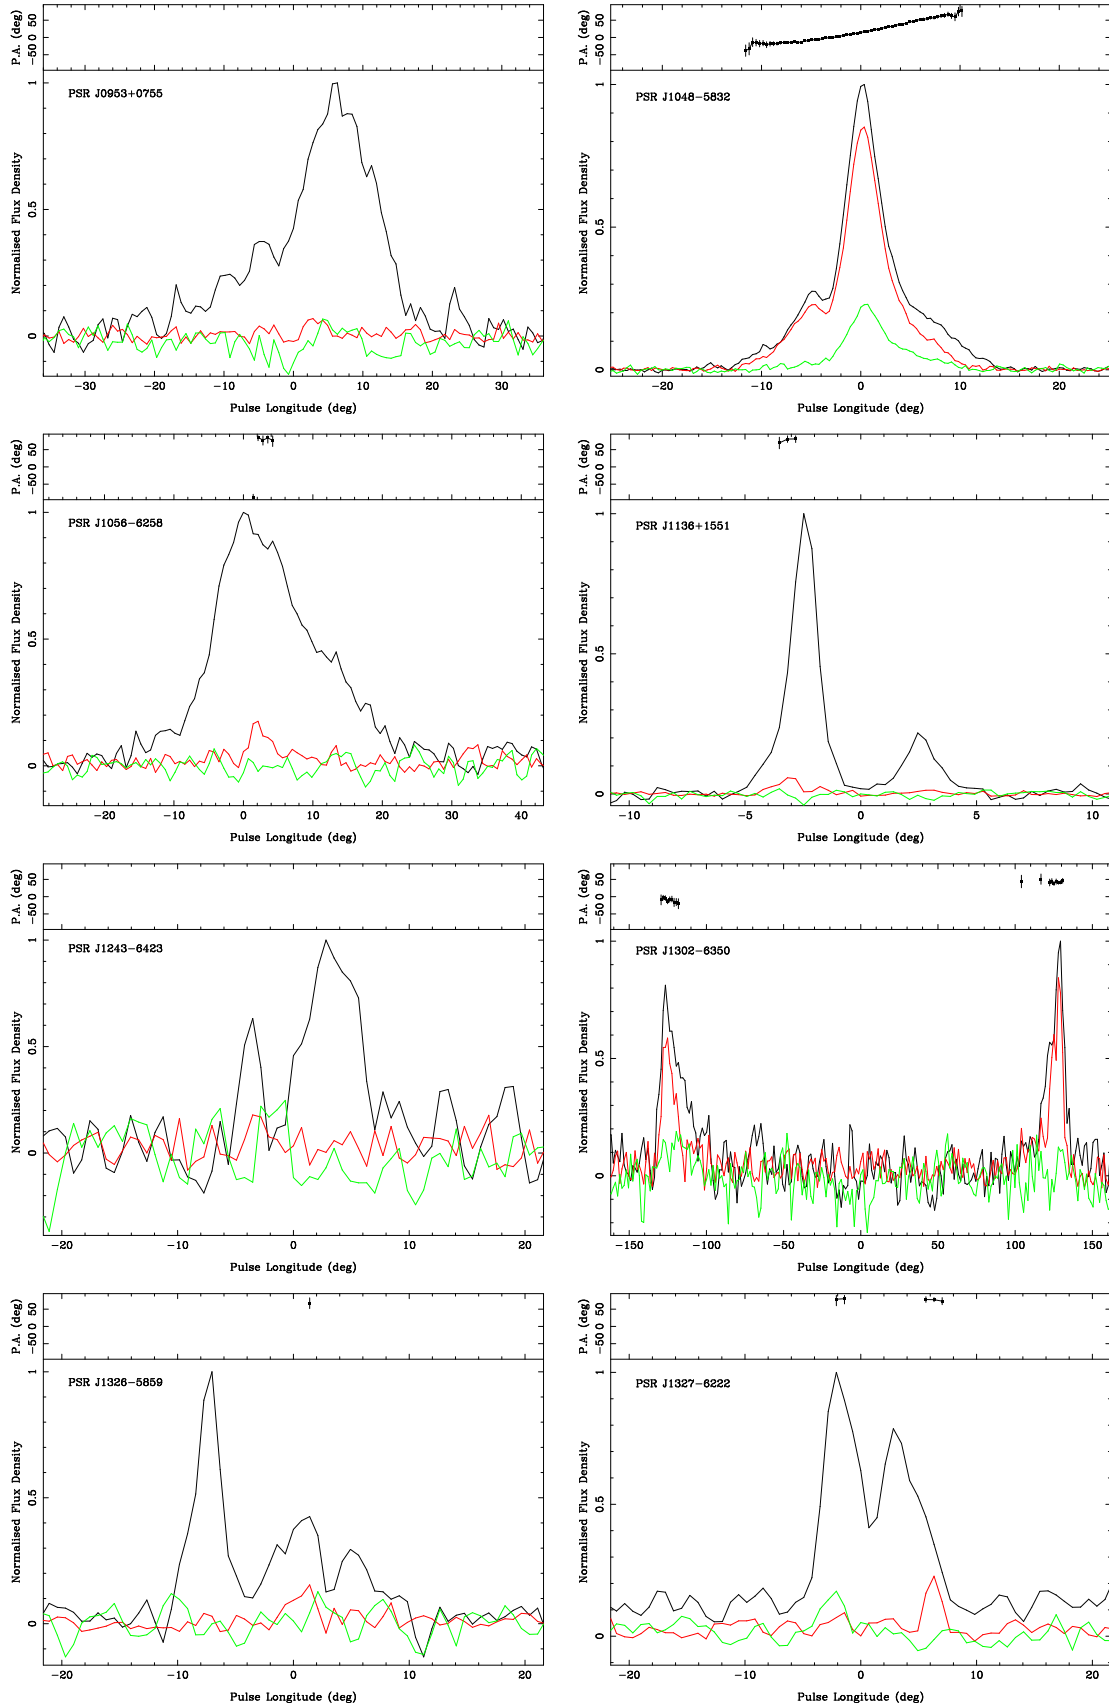 P.A. (deg)
−50 0 50
PSR J0953+0755
Normalised Flux Density
0 0.5 1
−30 −20 −10 0 10 20 30
Pulse Longitude (deg)
P.A. (deg)
−50 0 50
PSR J1048−5832
Normalised Flux Density
0 0.5 1
−20 −10 0 10 20
Pulse Longitude (deg)
P.A. (deg)
−50 0 50
PSR J1056−6258
Normalised Flux Density
0 0.5 1
−20 −10 0 10 20 30 40
Pulse Longitude (deg)
P.A. (deg)
−50 0 50
PSR J1136+1551
Normalised Flux Density
0 0.5 1
−10 −5 0 5 10
Pulse Longitude (deg)
P.A. (deg)
−50 0 50
PSR J1243−6423
Normalised Flux Density
0 0.5 1
−20 −10 0 10 20
Pulse Longitude (deg)
P.A. (deg)
−50 0 50
PSR J1302−6350
Normalised Flux Density
0 0.5 1
−150 −100 −50 0 50 100 150
Pulse Longitude (deg)
P.A. (deg)
−50 0 50
PSR J1326−5859
Normalised Flux Density
0 0.5 1
−20 −10 0 10 20
Pulse Longitude (deg)
P.A. (deg)
−50 0 50
PSR J1327−6222
Normalised Flux Density
0 0.5 1
−20 −10 0 10 20
Pulse Longitude (deg)